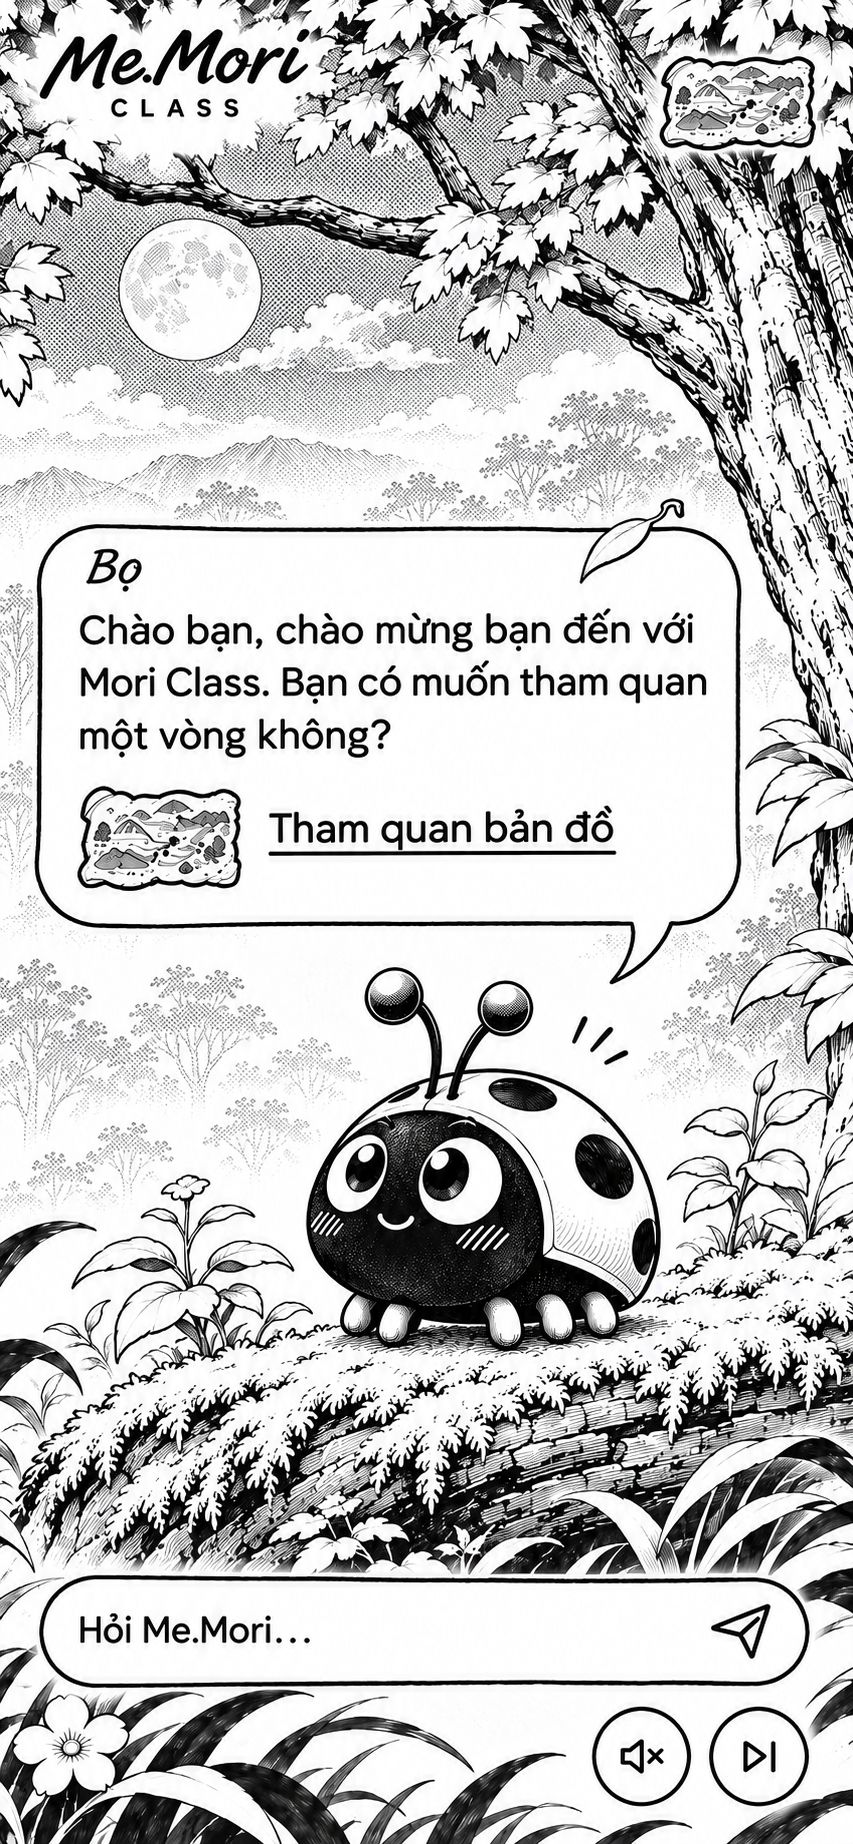 Me.Mori
CLASS
Bọ
Chào bạn, chào mừng bạn đến với
Mori Class. Bạn có muốn tham quan
một vòng không?
Tham quan bản đồ
Hỏi Me.Mori...